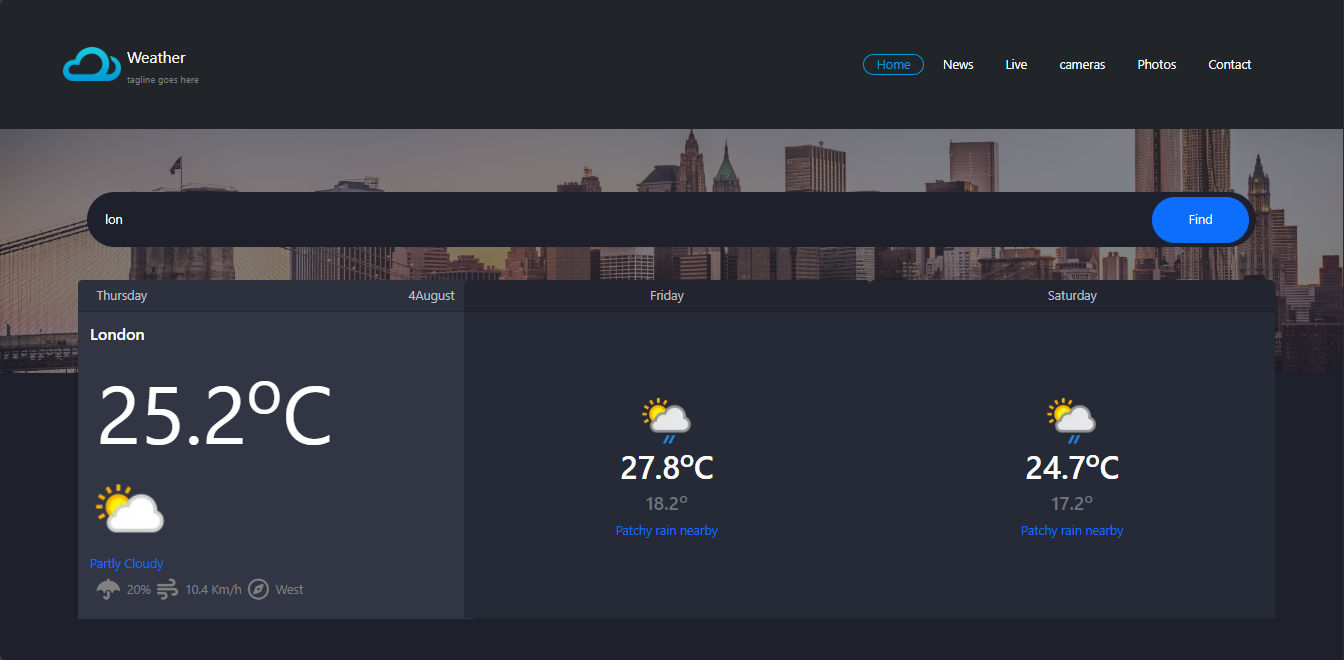 Weather
tagline goes here
Home News Live cameras Photos Contact
lon
Find
Thursday 4August
London
25.2°C
Partly Cloudy
20% 10.4 Km/h West
Friday
27.8°C
18.2°
Patchy rain nearby
Saturday
24.7°C
17.2°
Patchy rain nearby